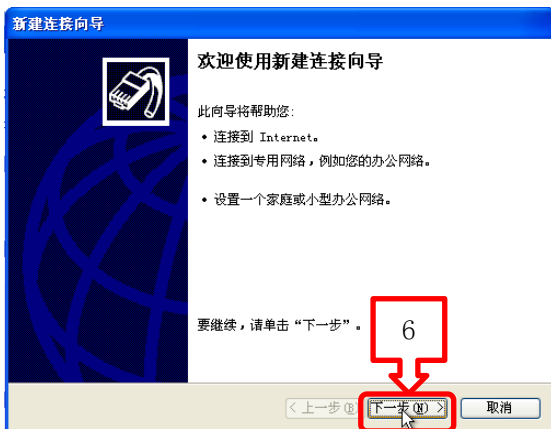 新建连接向导
欢迎使用新建连接向导
此向导将帮助您:
• 连接到 Internet。
• 连接到专用网络，例如您的办公网络。
• 设置一个家庭或小型办公网络。
要继续，请单击“下一步”。
6
< 上一步(B)
下一步(N) >
取消